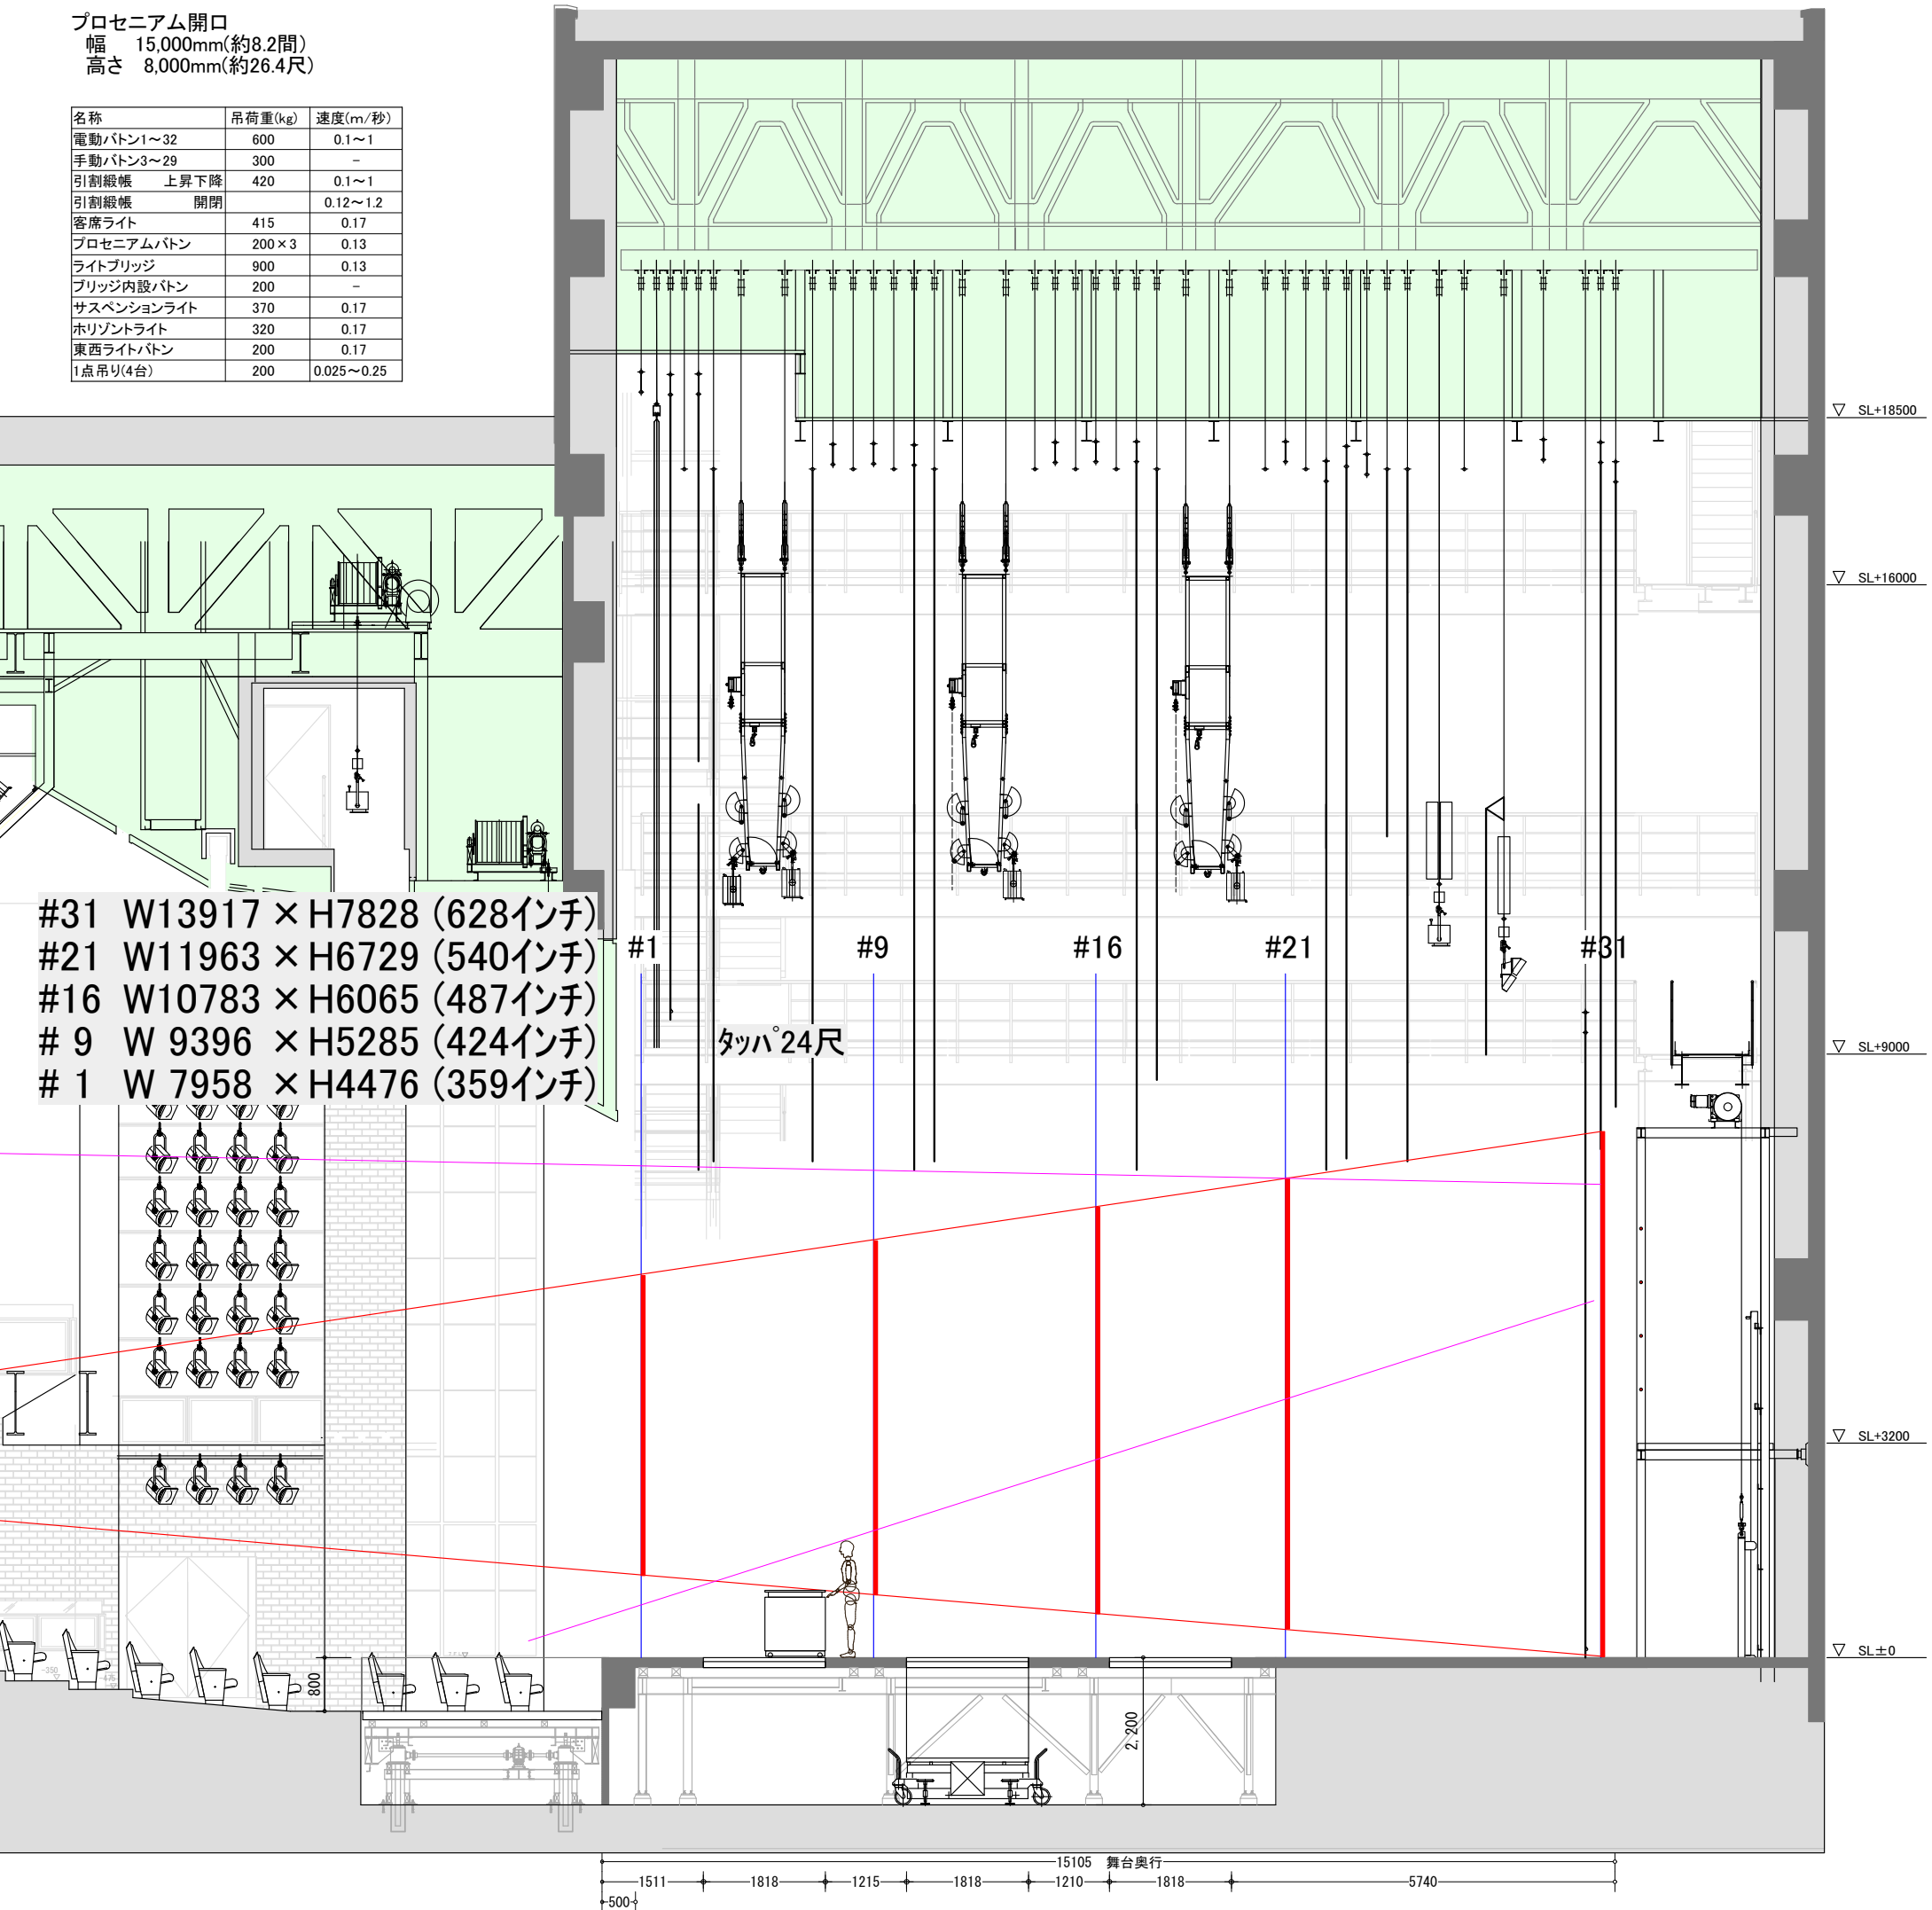 プロセニアム開口
幅 15,000mm(約8.2間)
高さ 8,000mm(約26.4尺)
名称 吊荷重(kg) 速度(m/秒)
電動バトン1〜32 600 0.1〜1
手動バトン3〜29 300 −
引割緞帳 上昇下降 420 0.1〜1
引割緞帳 開閉 0.12〜1.2
客席ライト 415 0.17
プロセニアムバトン 200×3 0.13
ライトブリッジ 900 0.13
ブリッジ内設バトン 200 −
サスペンションライト 370 0.17
ホリゾントライト 320 0.17
東西ライトバトン 200 0.17
1点吊り(4台) 200 0.025〜0.25
▽ SL+18500
▽ SL+16000
#31 W13917 ×H7828 (628インチ)
#21 W11963 ×H6729 (540インチ)
#16 W10783 ×H6065 (487インチ)
# 9 W 9396 ×H5285 (424インチ)
# 1 W 7958 ×H4476 (359インチ)
#1 #9 #16 #21 #31
タッパ24尺
▽ SL+9000
▽ SL+3200
▽ SL±0
-350
800
2,200
15105 舞台奥行
1511 1818 1215 1818 1210 1818 5740
500